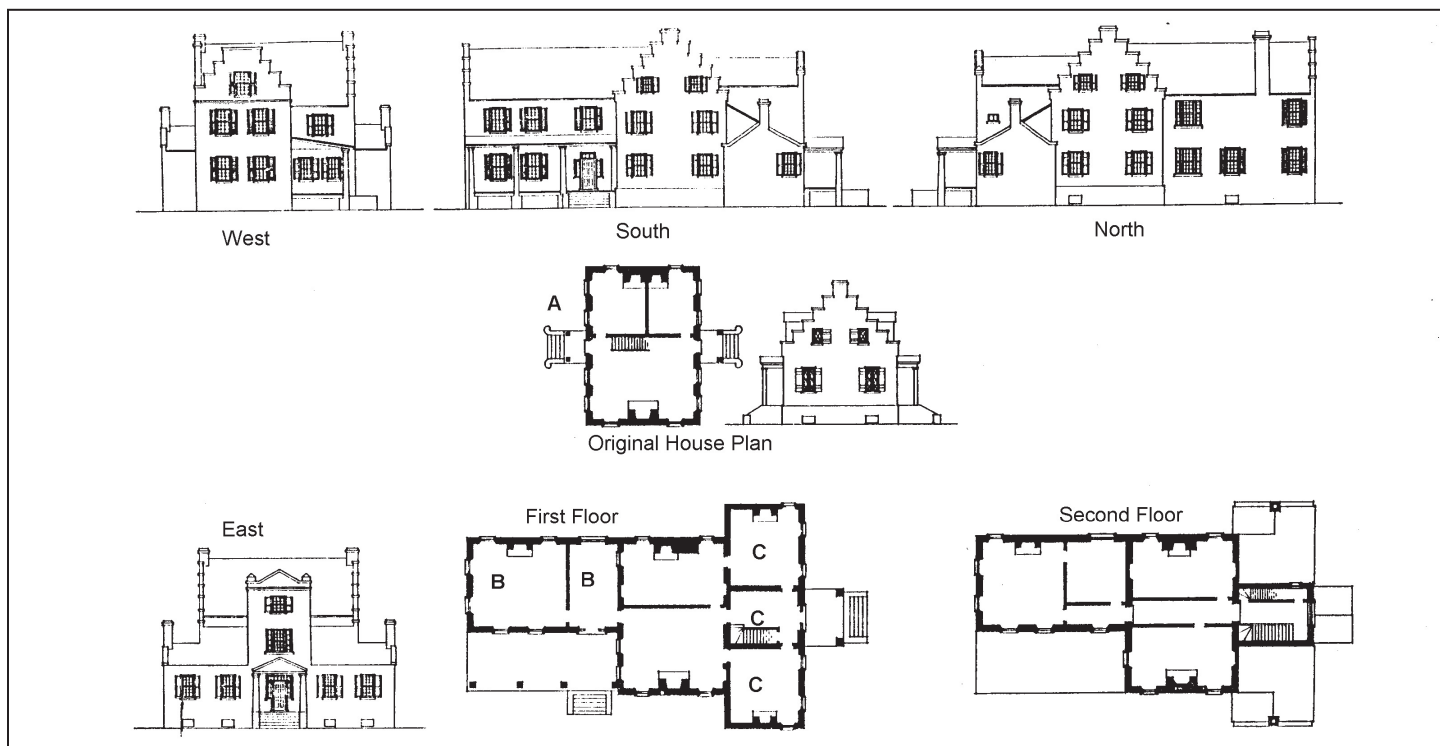 West
South
North
A
Original House Plan
East
First Floor
Second Floor
B
B
C
C
C